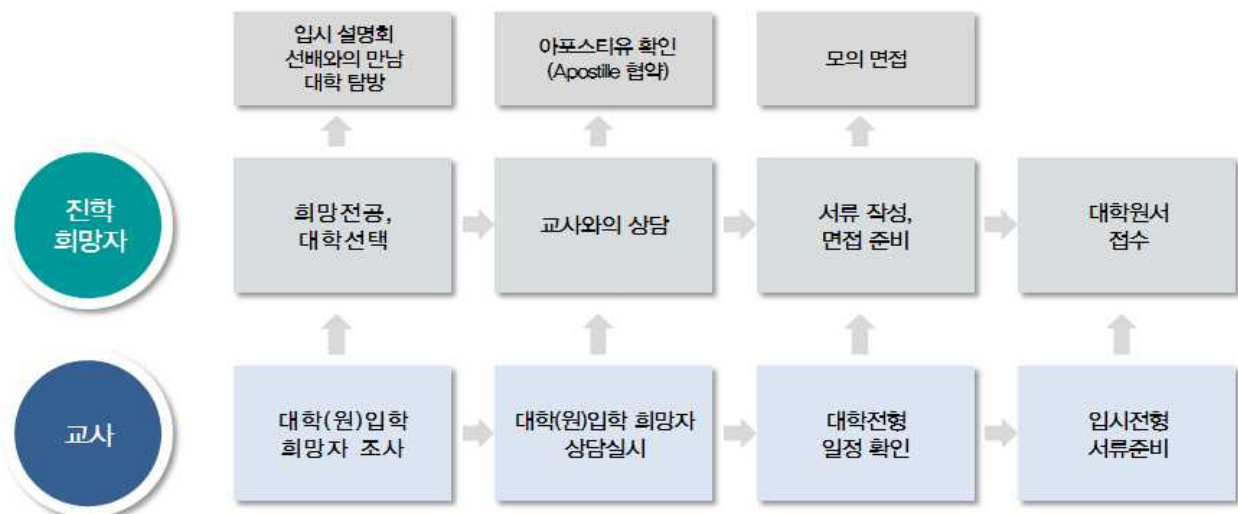 입시 설명회
선배와의 만남
대학 탐방
아포스티유 확인
(Apostille 협약)
모의 면접
진학
희망자
희망전공,
대학선택
교사와의 상담
서류 작성,
면접 준비
대학원서
접수
교사
대학(원)입학
희망자 조사
대학(원)입학 희망자
상담실시
대학전형
일정 확인
입시전형
서류준비